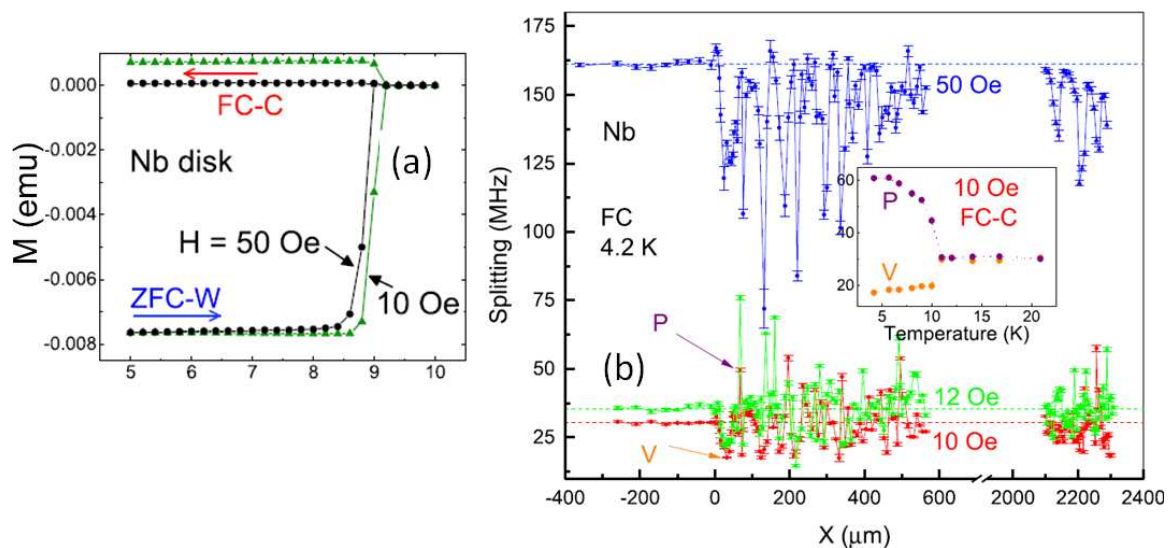 0.000
-0.002
-0.004
-0.006
-0.008
M (emu)
FC-C
Nb disk
(a)
H = 50 Oe
10 Oe
ZFC-W
5 6 7 8 9 10
175
150
125
100
75
50
25
Splitting (MHz)
50 Oe
Nb
FC
4.2 K
60
40
20
P
10 Oe
FC-C
V
5 10 15 20
Temperature (K)
P
(b)
12 Oe
V
10 Oe
-400 -200 0 200 400 600 2000 2200 2400
X (μm)